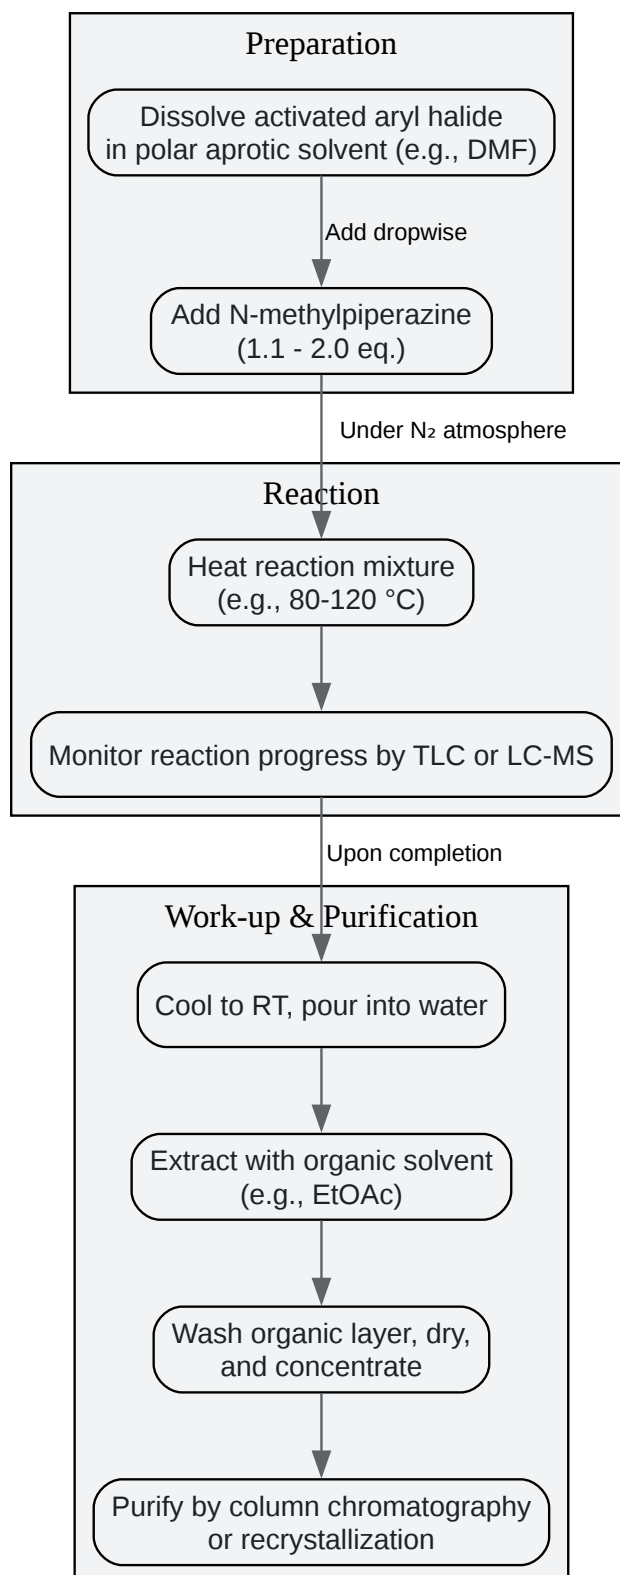 Preparation
Dissolve activated aryl halide
in polar aprotic solvent (e.g., DMF)
Add dropwise
Add N-methylpiperazine
(1.1 - 2.0 eq.)
Under N₂ atmosphere
Reaction
Heat reaction mixture
(e.g., 80-120 °C)
Monitor reaction progress by TLC or LC-MS
Upon completion
Work-up & Purification
Cool to RT, pour into water
Extract with organic solvent
(e.g., EtOAc)
Wash organic layer, dry,
and concentrate
Purify by column chromatography
or recrystallization